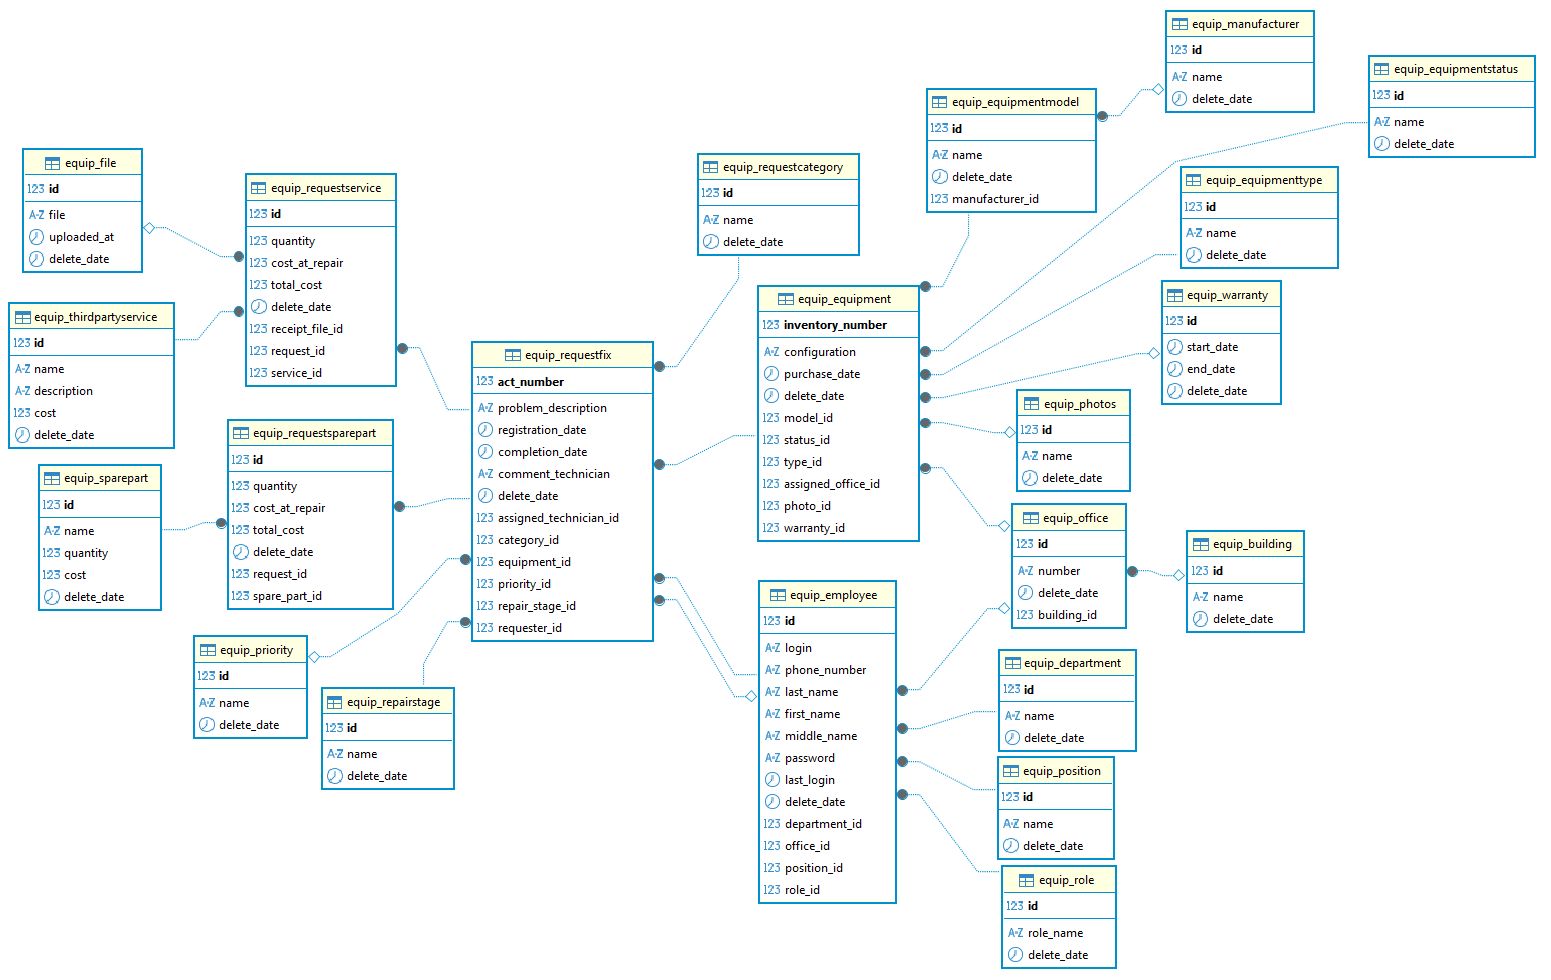 equip_manufacturer
123 id
A-Z name
delete_date
equip_equipmentstatus
123 id
A-Z name
delete_date
equip_equipmentmodel
123 id
A-Z name
delete_date
123 manufacturer_id
equip_file
123 id
A-Z file
uploaded_at
delete_date
equip_requestservice
123 id
123 quantity
123 cost_at_repair
123 total_cost
delete_date
123 receipt_file_id
123 request_id
123 service_id
equip_requestcategory
123 id
A-Z name
delete_date
equip_equipmenttype
123 id
A-Z name
delete_date
equip_thirdpartyservice
123 id
A-Z name
A-Z description
123 cost
delete_date
equip_requestfix
123 act_number
A-Z problem_description
registration_date
completion_date
A-Z comment_technician
delete_date
123 assigned_technician_id
123 category_id
123 equipment_id
123 priority_id
123 repair_stage_id
123 requester_id
equip_equipment
123 inventory_number
A-Z configuration
purchase_date
delete_date
123 model_id
123 status_id
123 type_id
123 assigned_office_id
123 photo_id
123 warranty_id
equip_warranty
123 id
start_date
end_date
delete_date
equip_photos
123 id
A-Z name
delete_date
equip_requestsparepart
123 id
123 quantity
123 cost_at_repair
123 total_cost
delete_date
123 request_id
123 spare_part_id
equip_sparepart
123 id
A-Z name
123 quantity
123 cost
delete_date
equip_office
123 id
A-Z number
delete_date
123 building_id
equip_building
123 id
A-Z name
delete_date
equip_employee
123 id
A-Z login
A-Z phone_number
A-Z last_name
A-Z first_name
A-Z middle_name
A-Z password
last_login
delete_date
123 department_id
123 office_id
123 position_id
123 role_id
equip_priority
123 id
A-Z name
delete_date
equip_repairstage
123 id
A-Z name
delete_date
equip_department
123 id
A-Z name
delete_date
equip_position
123 id
A-Z name
delete_date
equip_role
123 id
A-Z role_name
delete_date